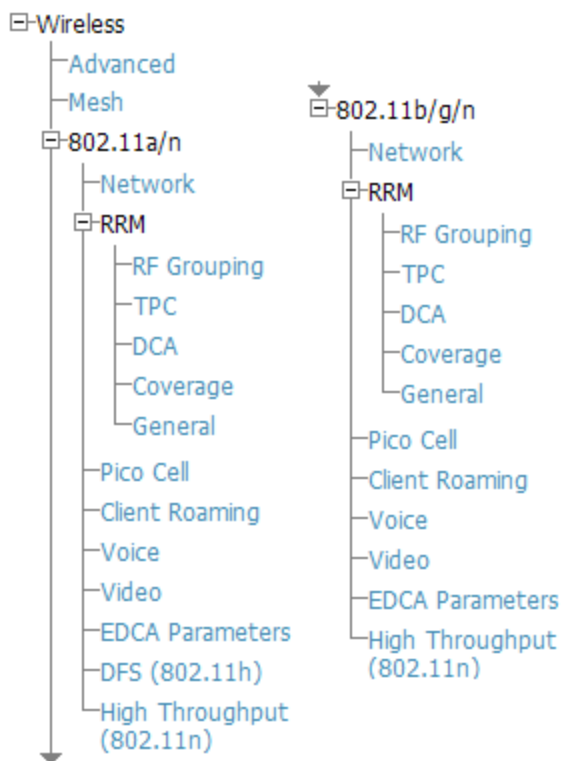 Wireless
Advanced
Mesh
802.11a/n
Network
RRM
RF Grouping
TPC
DCA
Coverage
General
Pico Cell
Client Roaming
Voice
Video
EDCA Parameters
DFS (802.11h)
High Throughput
(802.11n)
802.11b/g/n
Network
RRM
RF Grouping
TPC
DCA
Coverage
General
Pico Cell
Client Roaming
Voice
Video
EDCA Parameters
High Throughput
(802.11n)